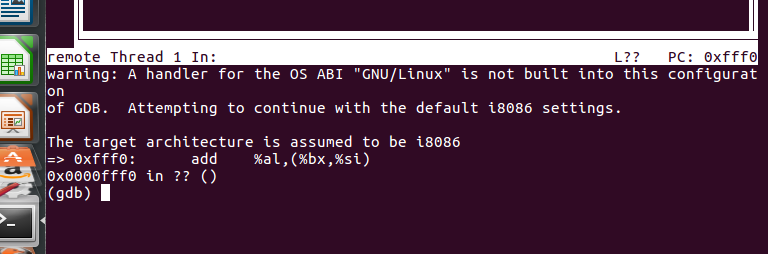 remote Thread 1 In: L?? PC: 0xfff0
warning: A handler for the OS ABI "GNU/Linux" is not built into this configurat
on
of GDB.  Attempting to continue with the default i8086 settings.

The target architecture is assumed to be i8086
=> 0xfff0:      add    %al,(%bx,%si)
0x0000fff0 in ?? ()
(gdb)